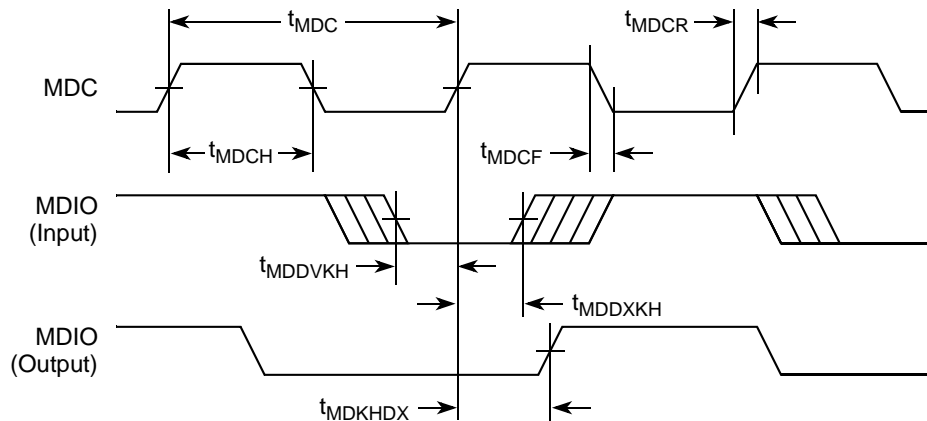 tMDC
tMDCR
MDC
tMDCH
tMDCF
MDIO
(Input)
tMDDVKH
tMDDXKH
MDIO
(Output)
tMDKHDX